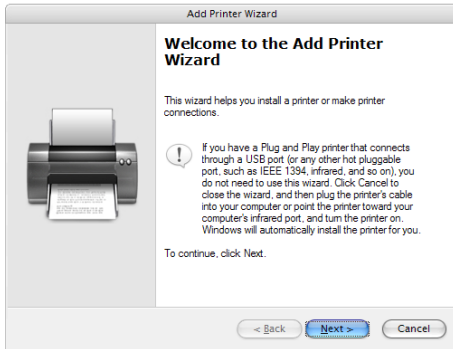 Add Printer Wizard
Welcome to the Add Printer
Wizard
This wizard helps you install a printer or make printer
connections.
If you have a Plug and Play printer that connects
through a USB port (or any other hot pluggable
port, such as IEEE 1394, infrared, and so on), you
do not need to use this wizard. Click Cancel to
close the wizard, and then plug the printer's cable
into your computer or point the printer toward your
computer's infrared port, and turn the printer on.
Windows will automatically install the printer for you.
To continue, click Next.
< Back
Next >
Cancel